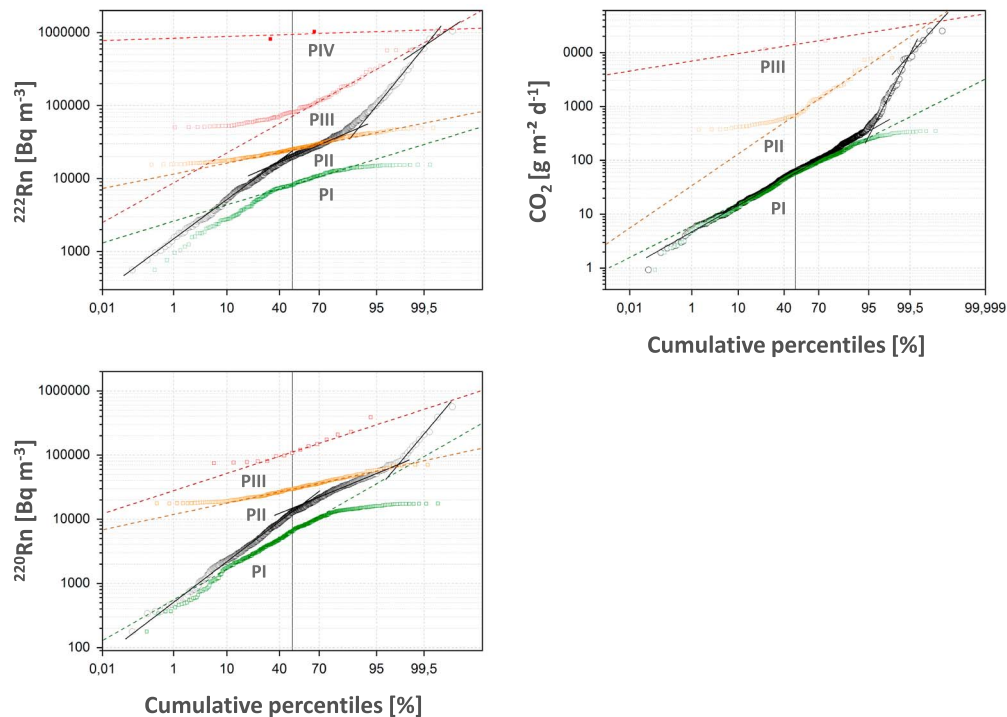 ²²²Rn [Bq m⁻³]
1000000
100000
10000
1000
PIV
PIII
PII
PI
0,01 1 10 40 70 95 99,5
CO₂ [g m⁻² d⁻¹]
0000
1000
100
10
1
PIII
PII
PI
0,01 1 10 40 70 95 99,5 99,999
Cumulative percentiles [%]
²²⁰Rn [Bq m⁻³]
1000000
100000
10000
1000
100
PIII
PII
PI
0,01 1 10 40 70 95 99,5
Cumulative percentiles [%]